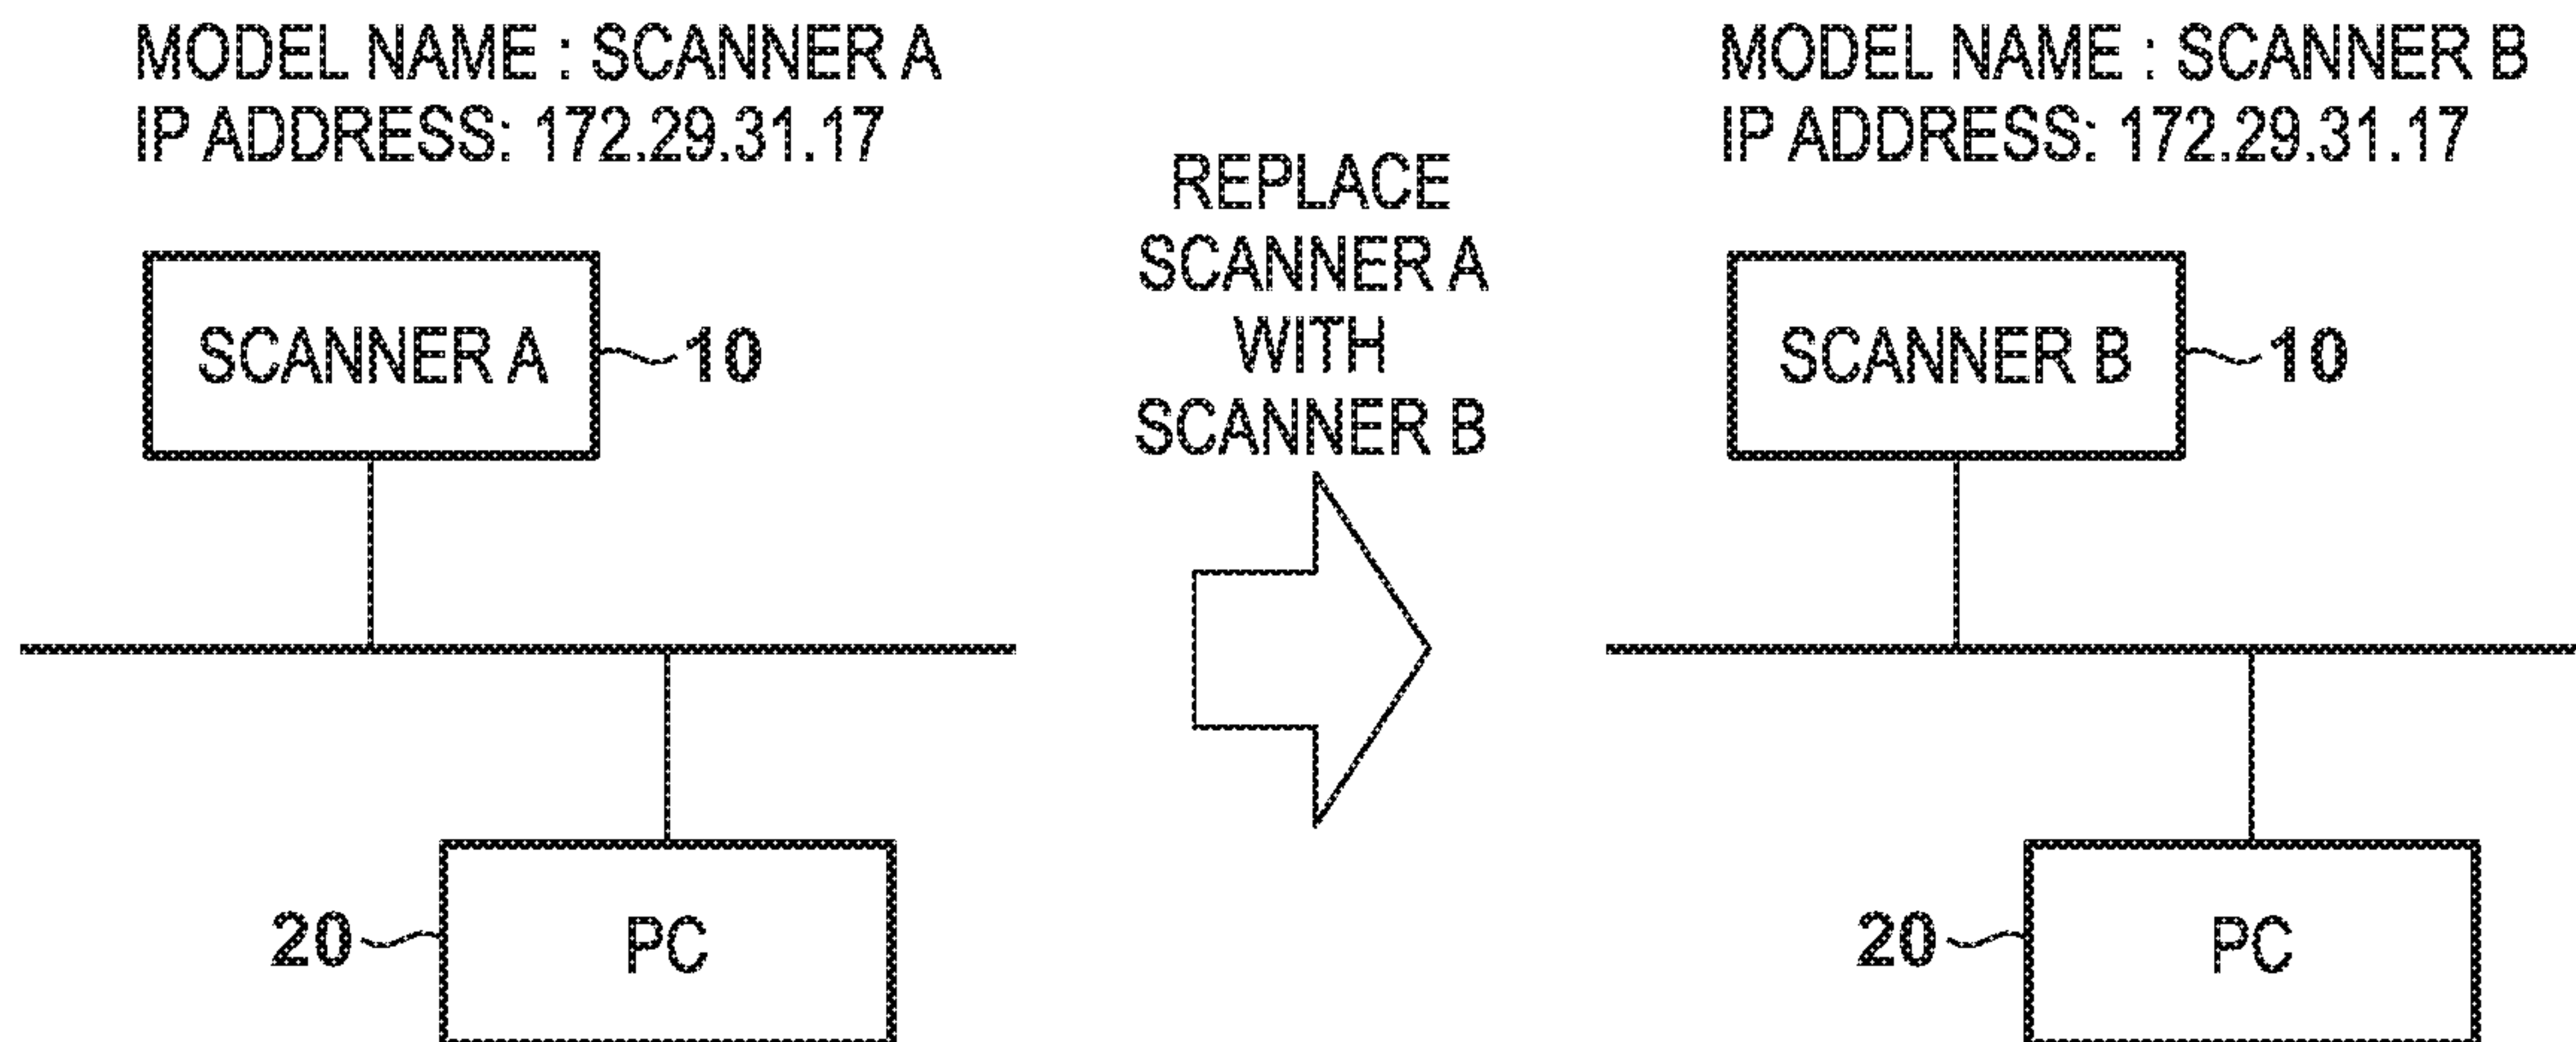 MODEL NAME : SCANNER A
IP ADDRESS: 172.29.31.17
SCANNER A
10
20
PC
REPLACE
SCANNER A
WITH
SCANNER B
MODEL NAME : SCANNER B
IP ADDRESS: 172.29.31.17
SCANNER B
10
20
PC